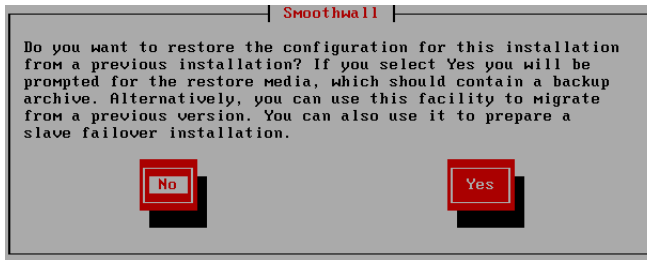 Smoothwall
Do you want to restore the configuration for this installation
from a previous installation? If you select Yes you will be
prompted for the restore media, which should contain a backup
archive. Alternatively, you can use this facility to migrate
from a previous version. You can also use it to prepare a
slave failover installation.
No
Yes